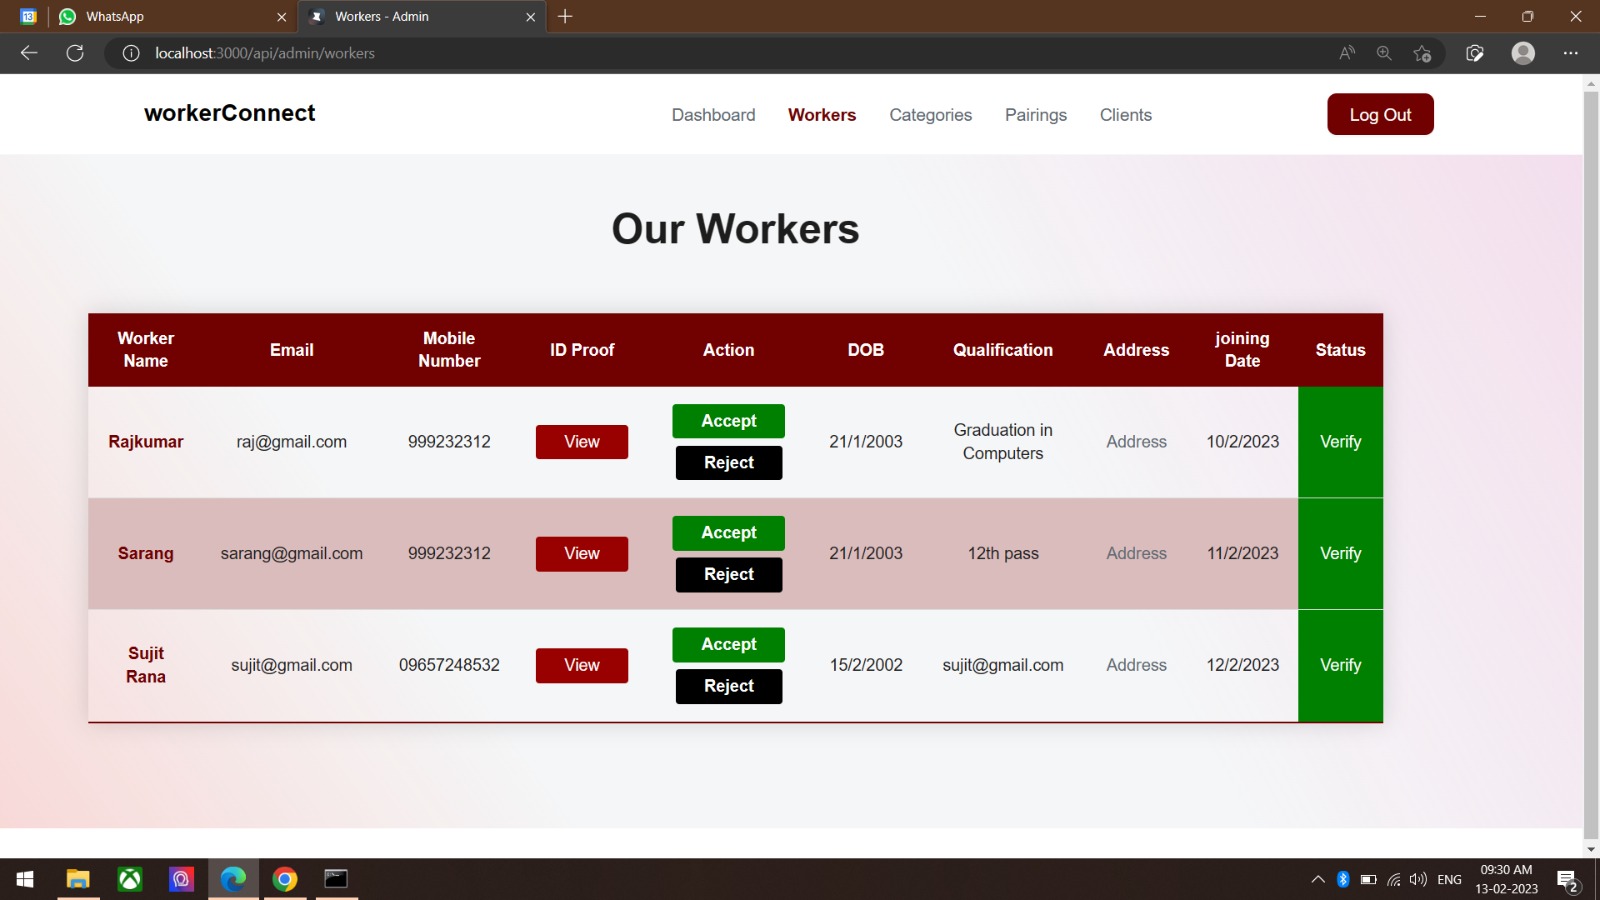 13
WhatsApp
Workers - Admin
localhost:3000/api/admin/workers
workerConnect
Dashboard Workers Categories Pairings Clients Log Out
Our Workers
Worker Name Email Mobile Number ID Proof Action DOB Qualification Address joining Date Status
Rajkumar raj@gmail.com 999232312 View Accept Reject 21/1/2003 Graduation in Computers Address 10/2/2023 Verify
Sarang sarang@gmail.com 999232312 View Accept Reject 21/1/2003 12th pass Address 11/2/2023 Verify
Sujit Rana sujit@gmail.com 09657248532 View Accept Reject 15/2/2002 sujit@gmail.com Address 12/2/2023 Verify
ENG
09:30 AM
13-02-2023
2